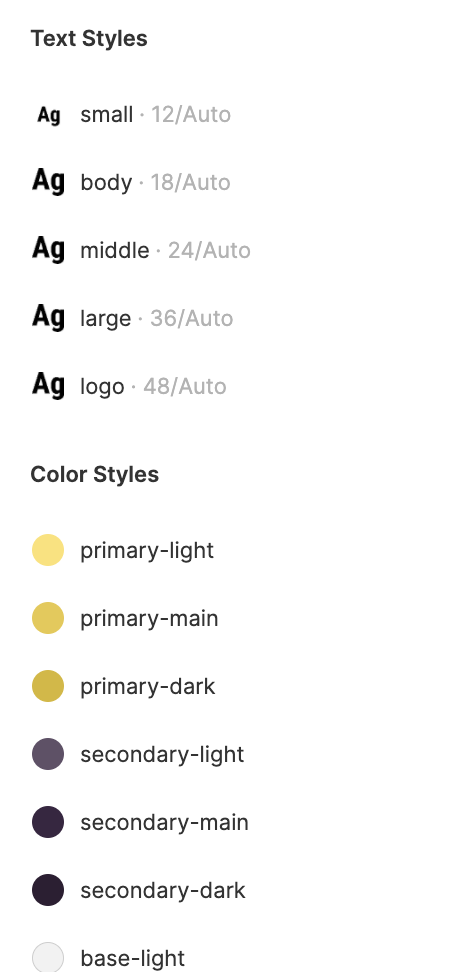 Text Styles
Ag small · 12/Auto
Ag body · 18/Auto
Ag middle · 24/Auto
Ag large · 36/Auto
Ag logo · 48/Auto
Color Styles
primary-light
primary-main
primary-dark
secondary-light
secondary-main
secondary-dark
base-light